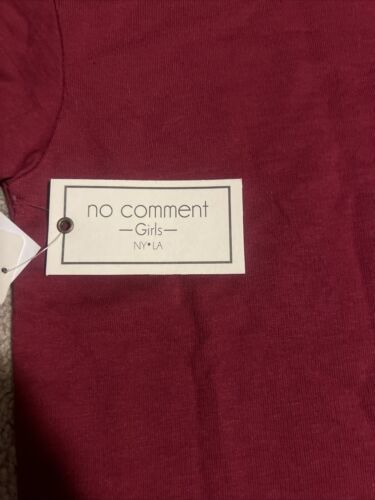 no comment
—Girls—
NY•LA